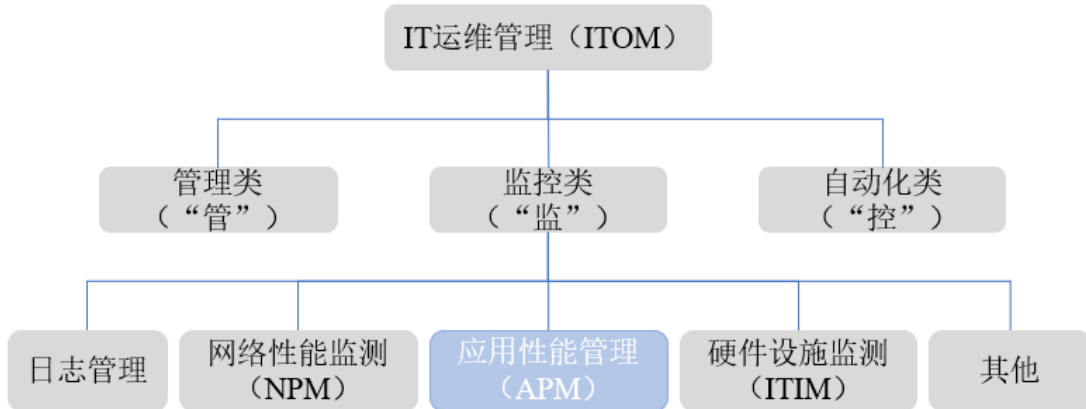 IT运维管理（ITOM）
管理类
（“管”）
监控类
（“监”）
自动化类
（“控”）
日志管理
网络性能监测
（NPM）
应用性能管理
（APM）
硬件设施监测
（ITIM）
其他